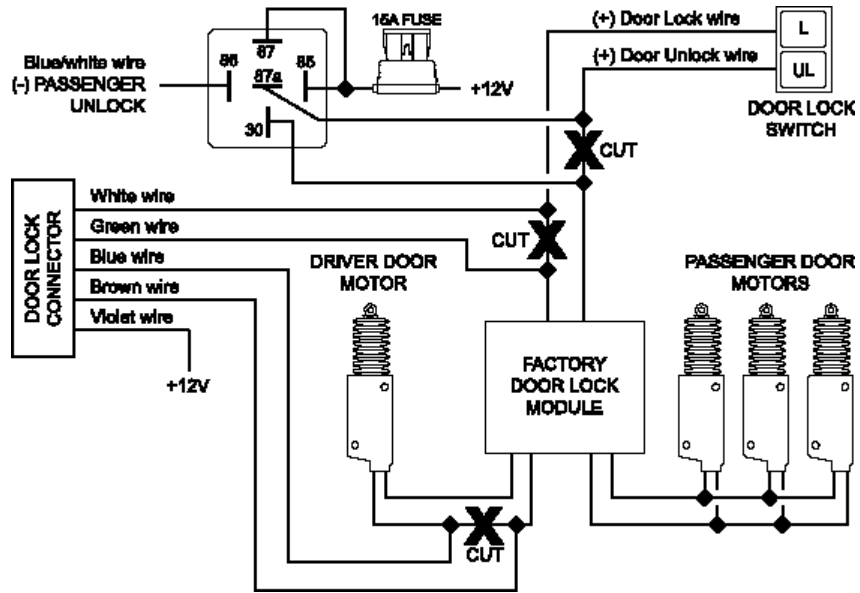 15A FUSE
(+) Door Lock wire
L
87
Blue/white wire
(-) PASSENGER
UNLOCK
86
87a
85
+12V
(+) Door Unlock wire
UL
DOOR LOCK
SWITCH
30
CUT
DOOR LOCK
CONNECTOR
White wire
Green wire
Blue wire
Brown wire
Violet wire
+12V
CUT
DRIVER DOOR
MOTOR
PASSENGER DOOR
MOTORS
FACTORY
DOOR LOCK
MODULE
CUT